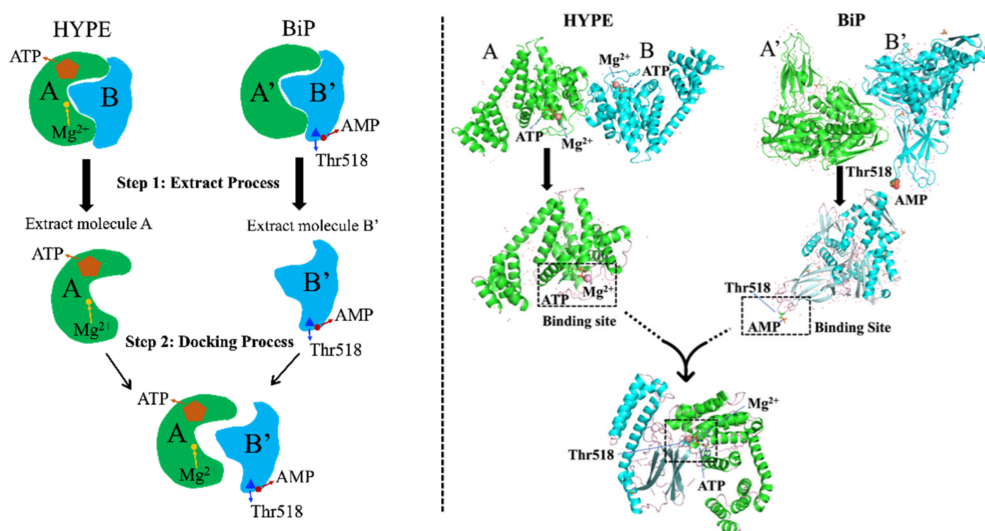 HYPE
BiP
ATP
A
B
Mg2+
A'
B'
AMP
Thr518
Step 1: Extract Process
Extract molecule A
Extract molecule B'
ATP
A
Mg2+
B'
AMP
Thr518
Step 2: Docking Process
ATP
A
Mg2
B'
AMP
Thr518
HYPE
BiP
A
B
Mg2+
ATP
ATP
Mg2+
A'
B'
Thr518
AMP
ATP
Mg2+
Binding site
Thr518
AMP
Binding Site
Mg2+
Thr518
ATP